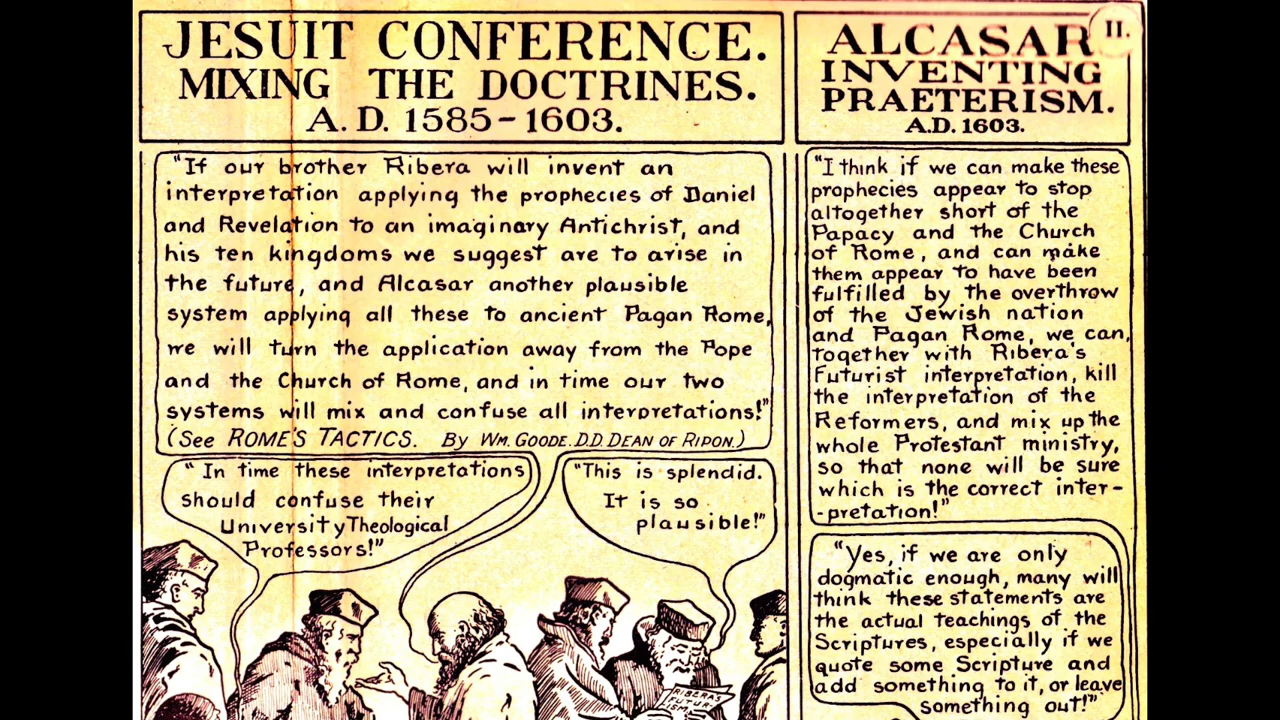 JESUIT CONFERENCE.
MIXING THE DOCTRINES.
A.D. 1585-1603.
"If our brother Ribera will invent an
interpretation applying the prophecies of Daniel
and Revelation to an imaginary Antichrist, and
his ten kingdoms we suggest are to arise in
the future, and Alcasar another plausible
system applying all these to ancient Pagan Rome,
we will turn the application away from the Pope
and the Church of Rome, and in time our two
systems will mix and confuse all interpretations!"
(See ROME'S TACTICS. By WM. GOODE. D.D. DEAN OF RIPON.)
"In time these interpretations
should confuse their
University Theological
Professors!"
"This is splendid.
It is so
plausible!"
RIBERA'S
FUTUR-
ISM
II.
ALCASAR
INVENTING
PRAETERISM.
A.D. 1603.
"I think if we can make these
prophecies appear to stop
altogether short of the
Papacy and the Church
of Rome, and can make
them appear to have been
fulfilled by the overthrow
of the Jewish nation
and Pagan Rome, we can,
together with Ribera's
Futurist interpretation, kill
the interpretation of the
Reformers, and mix up the
whole Protestant ministry,
so that none will be sure
which is the correct inter-
-pretation!"
"Yes, if we are only
dogmatic enough, many will
think these statements are
the actual teachings of the
Scriptures, especially if we
quote some Scripture and
add something to it, or leave
something out!"